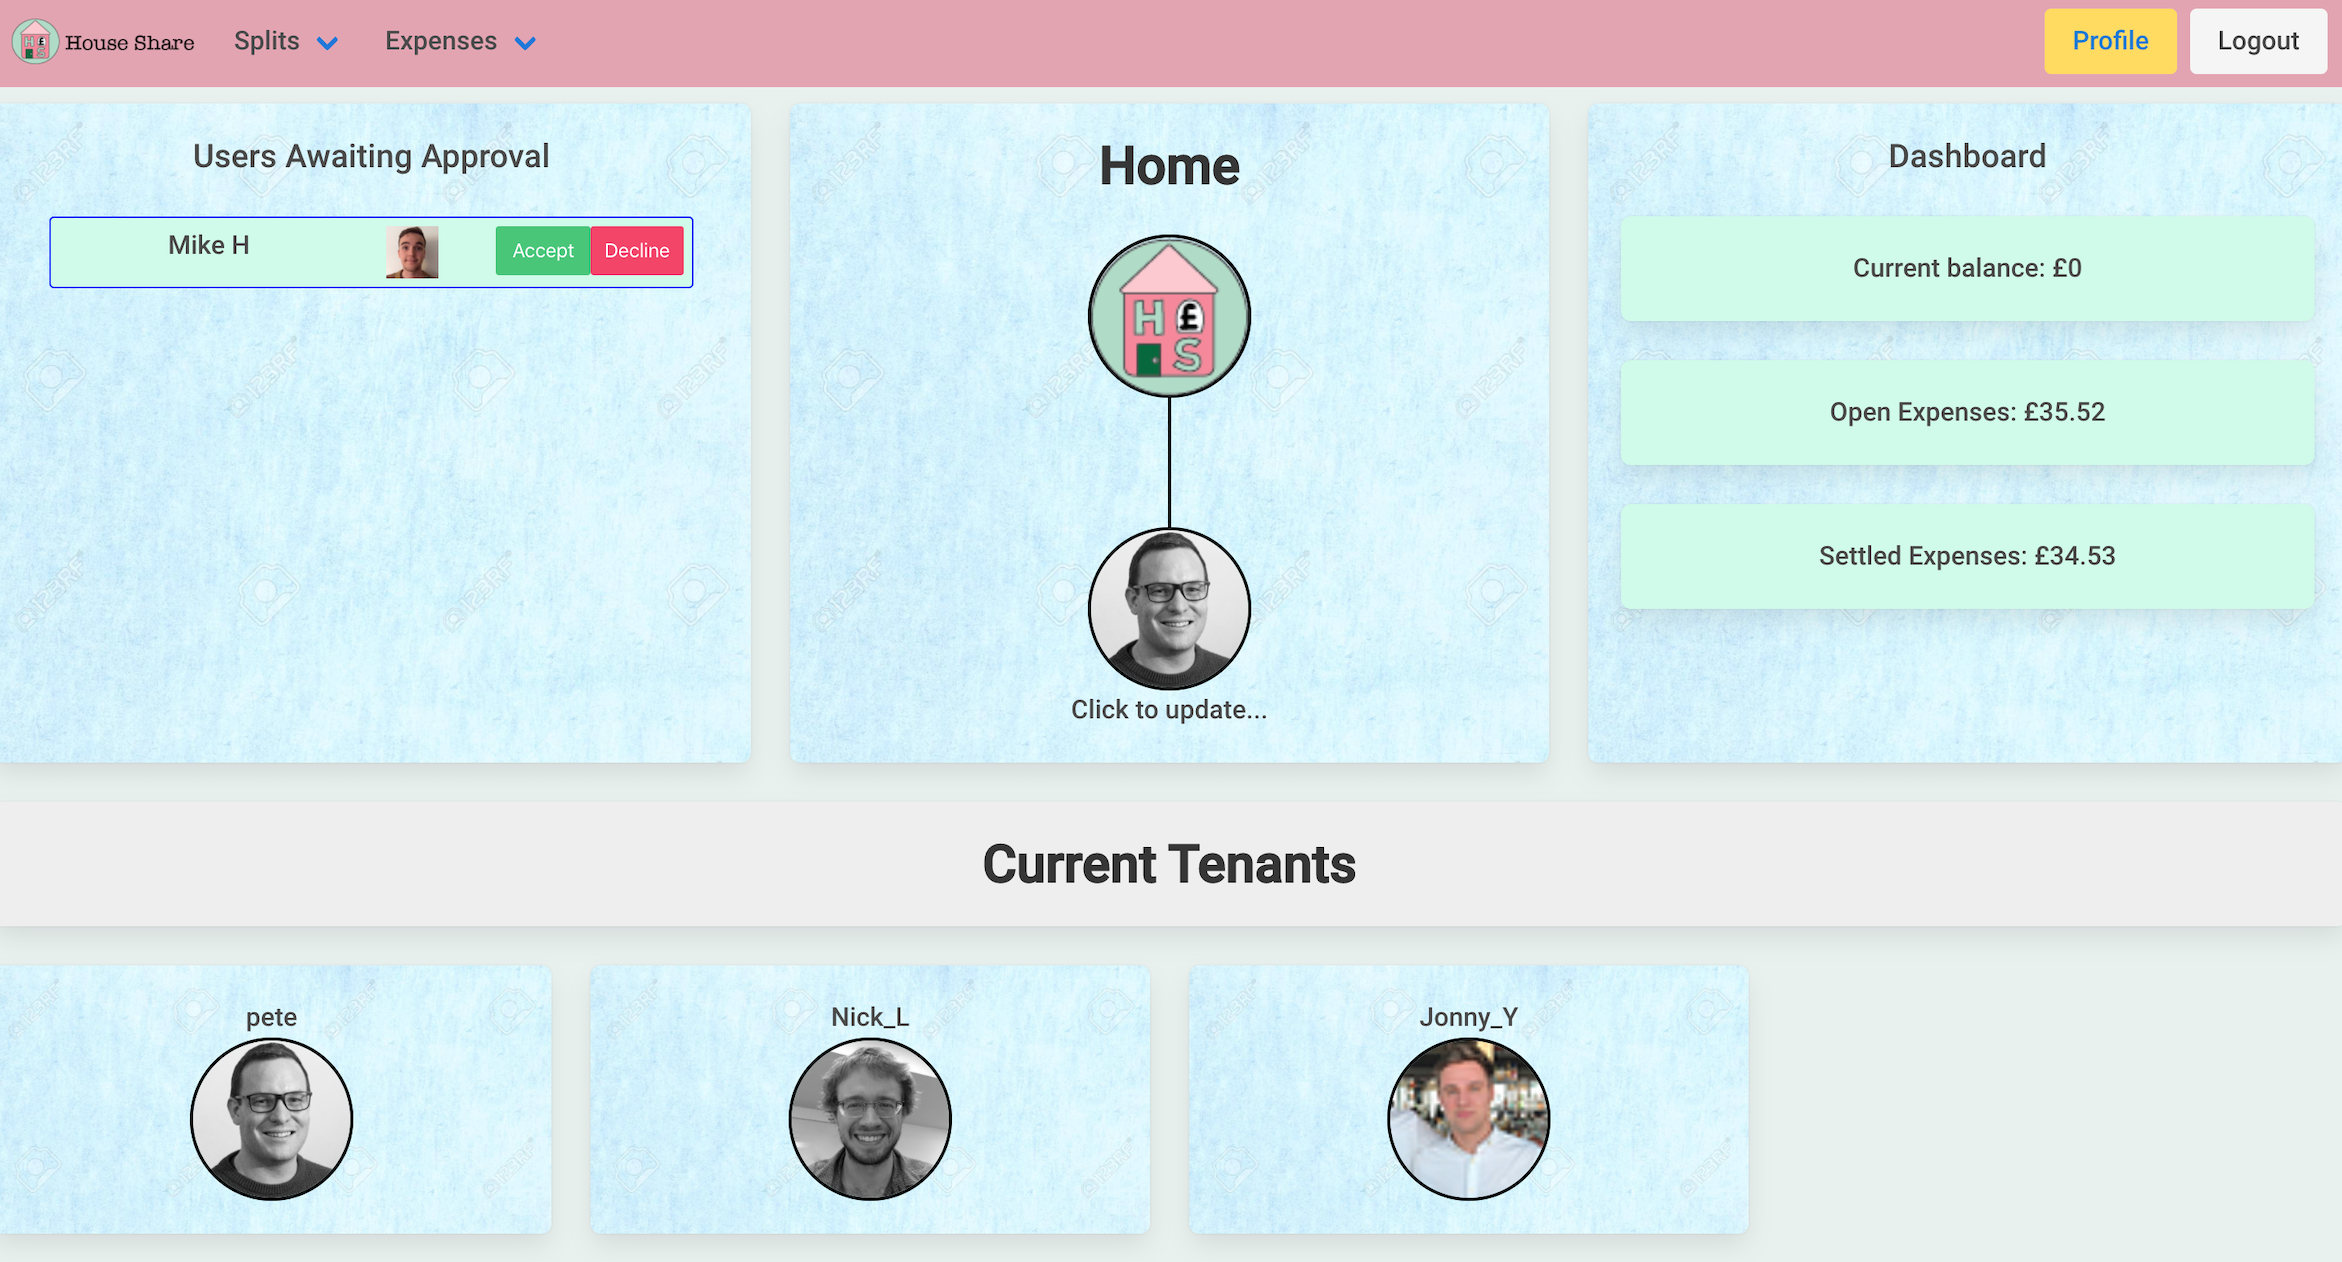 House Share
Splits
Expenses
Profile
Logout
Users Awaiting Approval
Mike H
Accept
Decline
Home
H £
S
Click to update...
Dashboard
Current balance: £0
Open Expenses: £35.52
Settled Expenses: £34.53
Current Tenants
pete
Nick_L
Jonny_Y
123RF